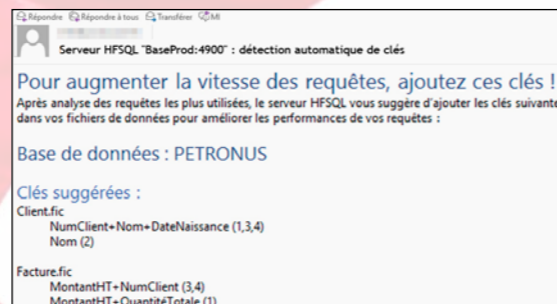 Répondre Répondre à tous Transférer MI
Serveur HFSQL "BaseProd:4900" : détection automatique de clés
Pour augmenter la vitesse des requêtes, ajoutez ces clés !
Après analyse des requêtes les plus utilisées, le serveur HFSQL vous suggère d'ajouter les clés suivante
dans vos fichiers de données pour améliorer les performances de vos requêtes :
Base de données : PETRONUS
Clés suggérées :
Client.fic
NumClient+Nom+DateNaissance (1,3,4)
Nom (2)
Facture.fic
MontantHT+NumClient (3,4)
MontantHT+QuantitéTotale (1)